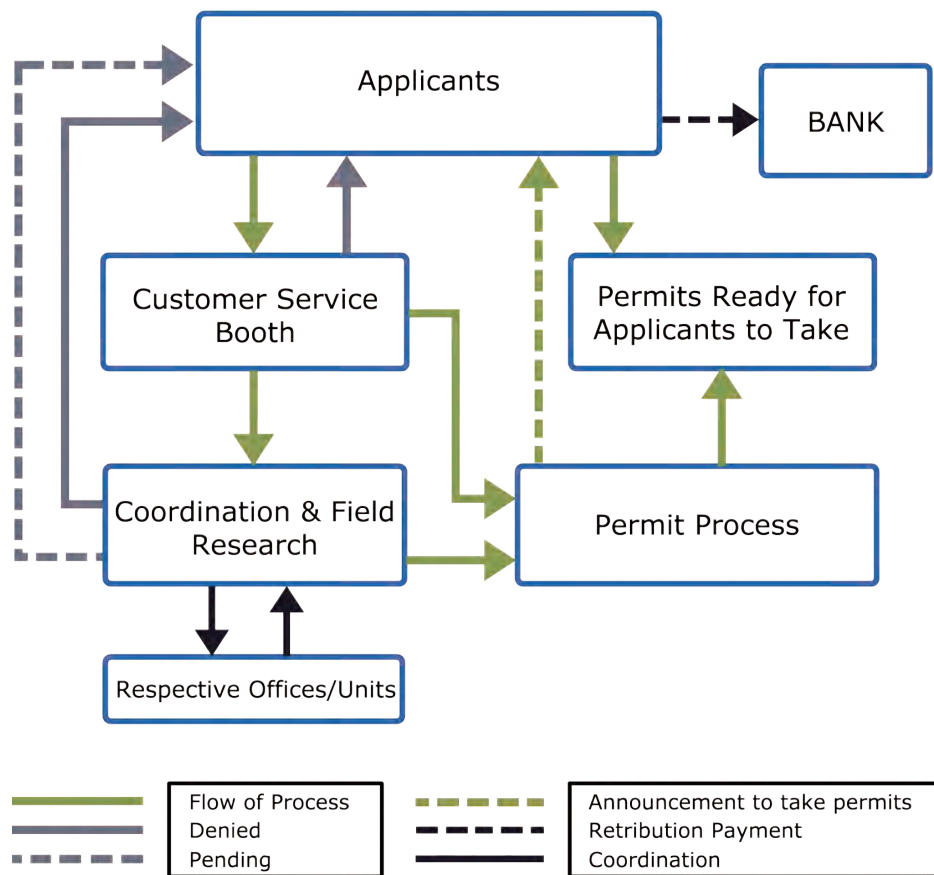 Applicants
BANK
Customer Service
Booth
Permits Ready for
Applicants to Take
Coordination & Field
Research
Permit Process
Respective Offices/Units
Flow of Process
Denied
Pending
Announcement to take permits
Retribution Payment
Coordination